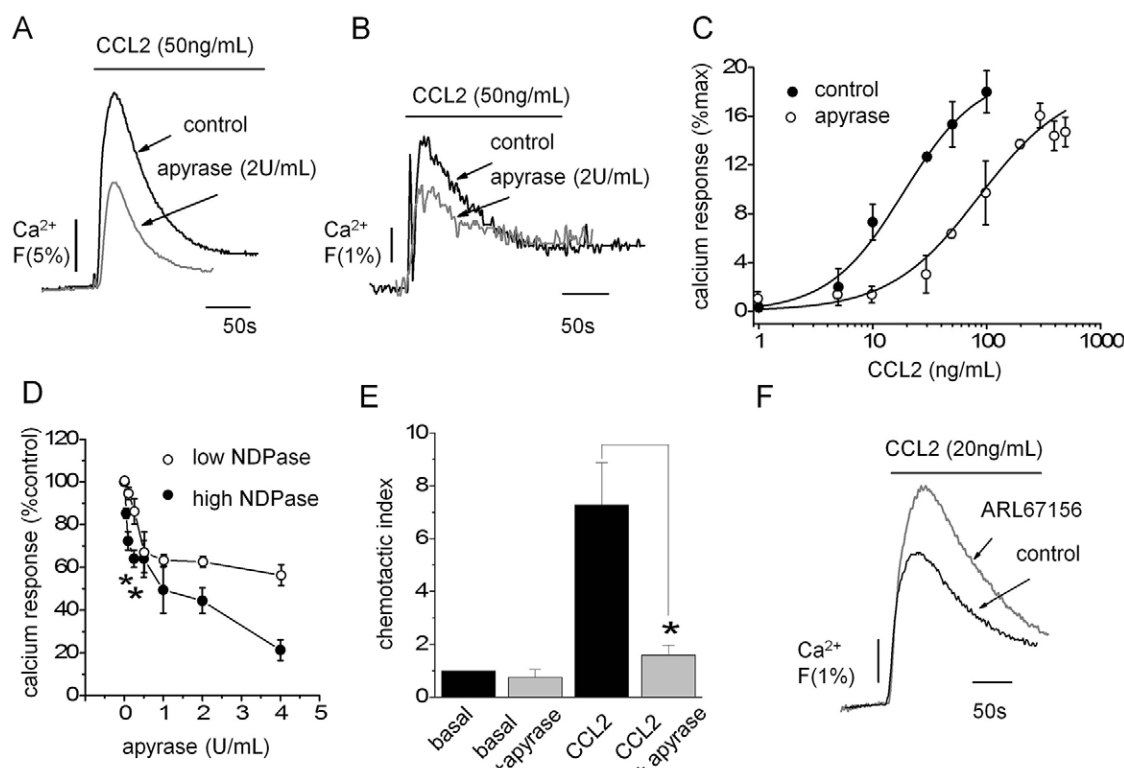 A
CCL2 (50ng/mL)
control
apyrase (2U/mL)
Ca2+
F(5%)
50s
B
CCL2 (50ng/mL)
control
apyrase (2U/mL)
Ca2+
F(1%)
50s
C
calcium response (%max)
20
16
12
8
4
0
control
apyrase
1
10
100
1000
CCL2 (ng/mL)
D
calcium response (%control)
120
100
80
60
40
20
0
low NDPase
high NDPase
*
*
0
1
2
3
4
5
apyrase (U/mL)
E
chemotactic index
10
8
6
4
2
0
*
basal
basal
+apyrase
CCL2
CCL2
apyrase
F
CCL2 (20ng/mL)
ARL67156
control
Ca2+
F(1%)
50s